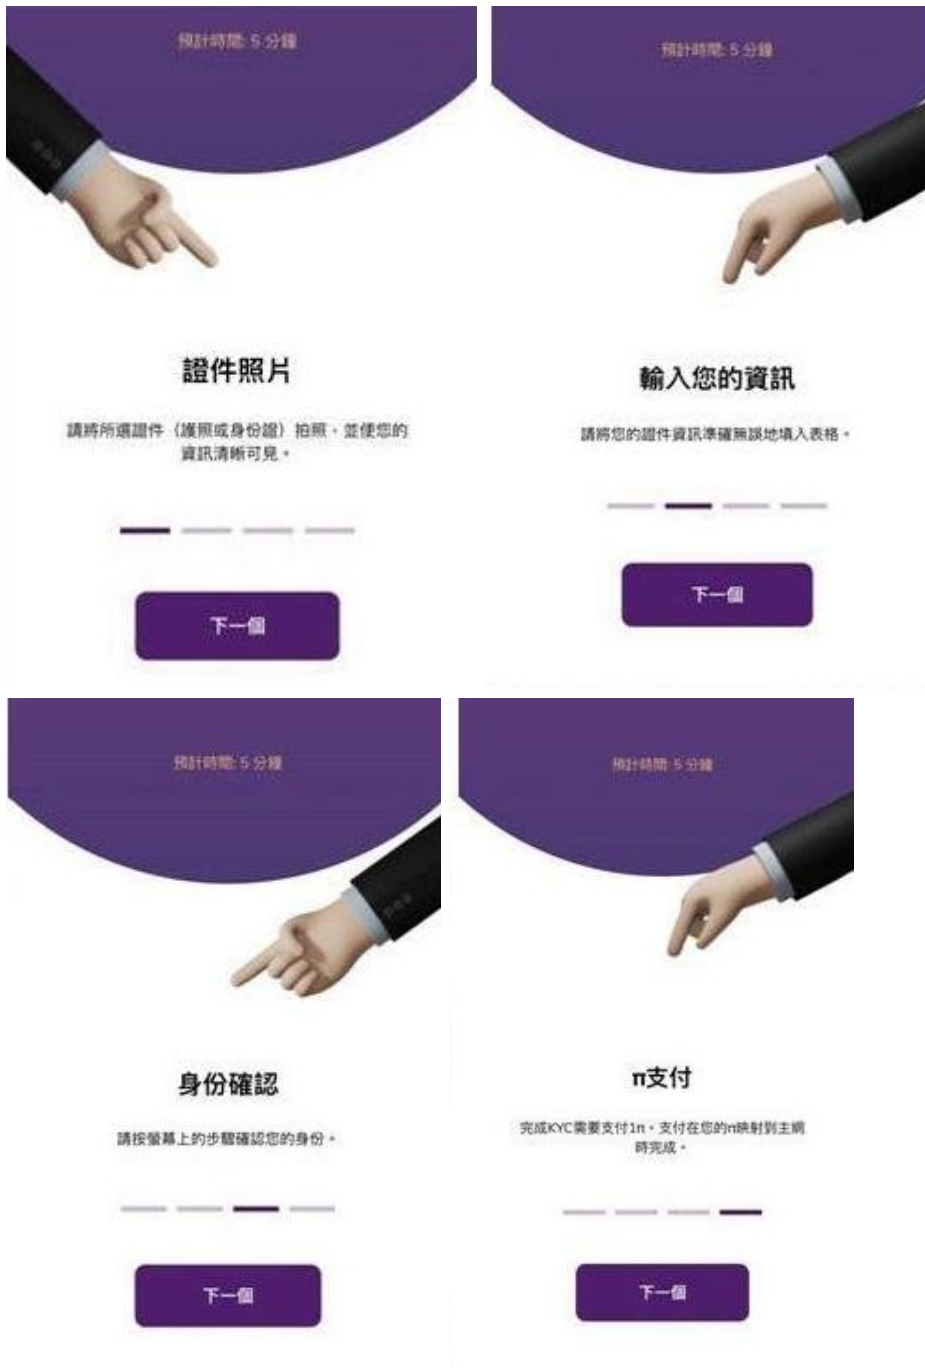 預計時間: 5 分鐘
證件照片
請將所選證件（護照或身份證）拍照，並使您的
資訊清晰可見。
下一個
預計時間: 5 分鐘
輸入您的資訊
請將您的證件資訊準確無誤地填入表格。
下一個
預計時間: 5 分鐘
身份確認
請按螢幕上的步驟確認您的身份。
下一個
預計時間: 5 分鐘
π支付
完成KYC需要支付1π，支付在您的π映射到主網
時完成。
下一個